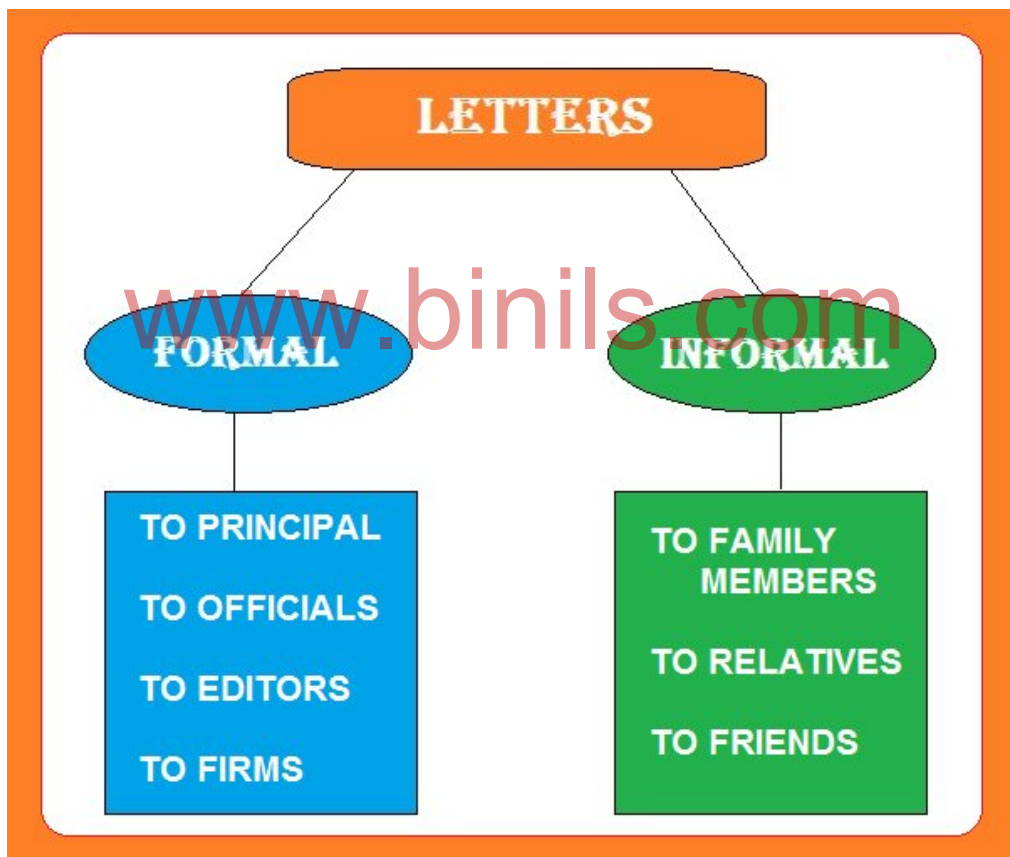 LETTERS
www.binils.com
FORMAL
INFORMAL
TO PRINCIPAL
TO OFFICIALS
TO EDITORS
TO FIRMS
TO FAMILY
MEMBERS
TO RELATIVES
TO FRIENDS